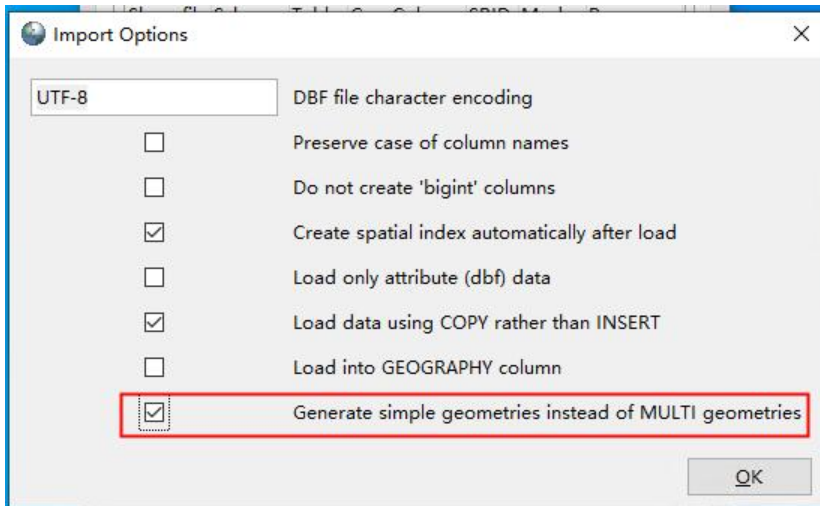 Import Options
UTF-8 DBF file character encoding
Preserve case of column names
Do not create 'bigint' columns
Create spatial index automatically after load
Load only attribute (dbf) data
Load data using COPY rather than INSERT
Load into GEOGRAPHY column
Generate simple geometries instead of MULTI geometries
OK